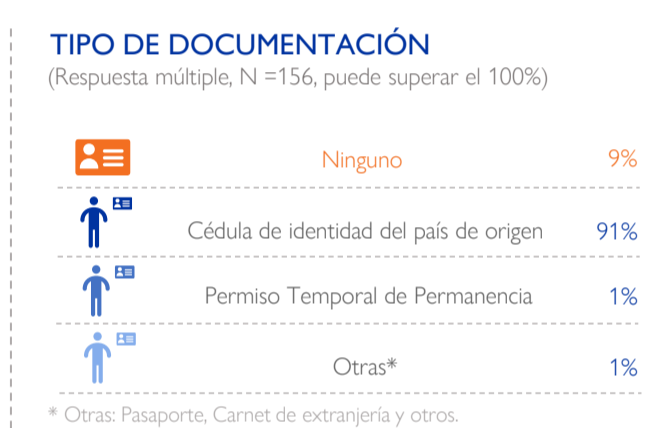 TIPO DE DOCUMENTACIÓN
(Respuesta múltiple, N =156, puede superar el 100%)
Ninguno 9%
Cédula de identidad del país de origen 91%
Permiso Temporal de Permanencia 1%
Otras* 1%
* Otras: Pasaporte, Carnet de extranjería y otros.